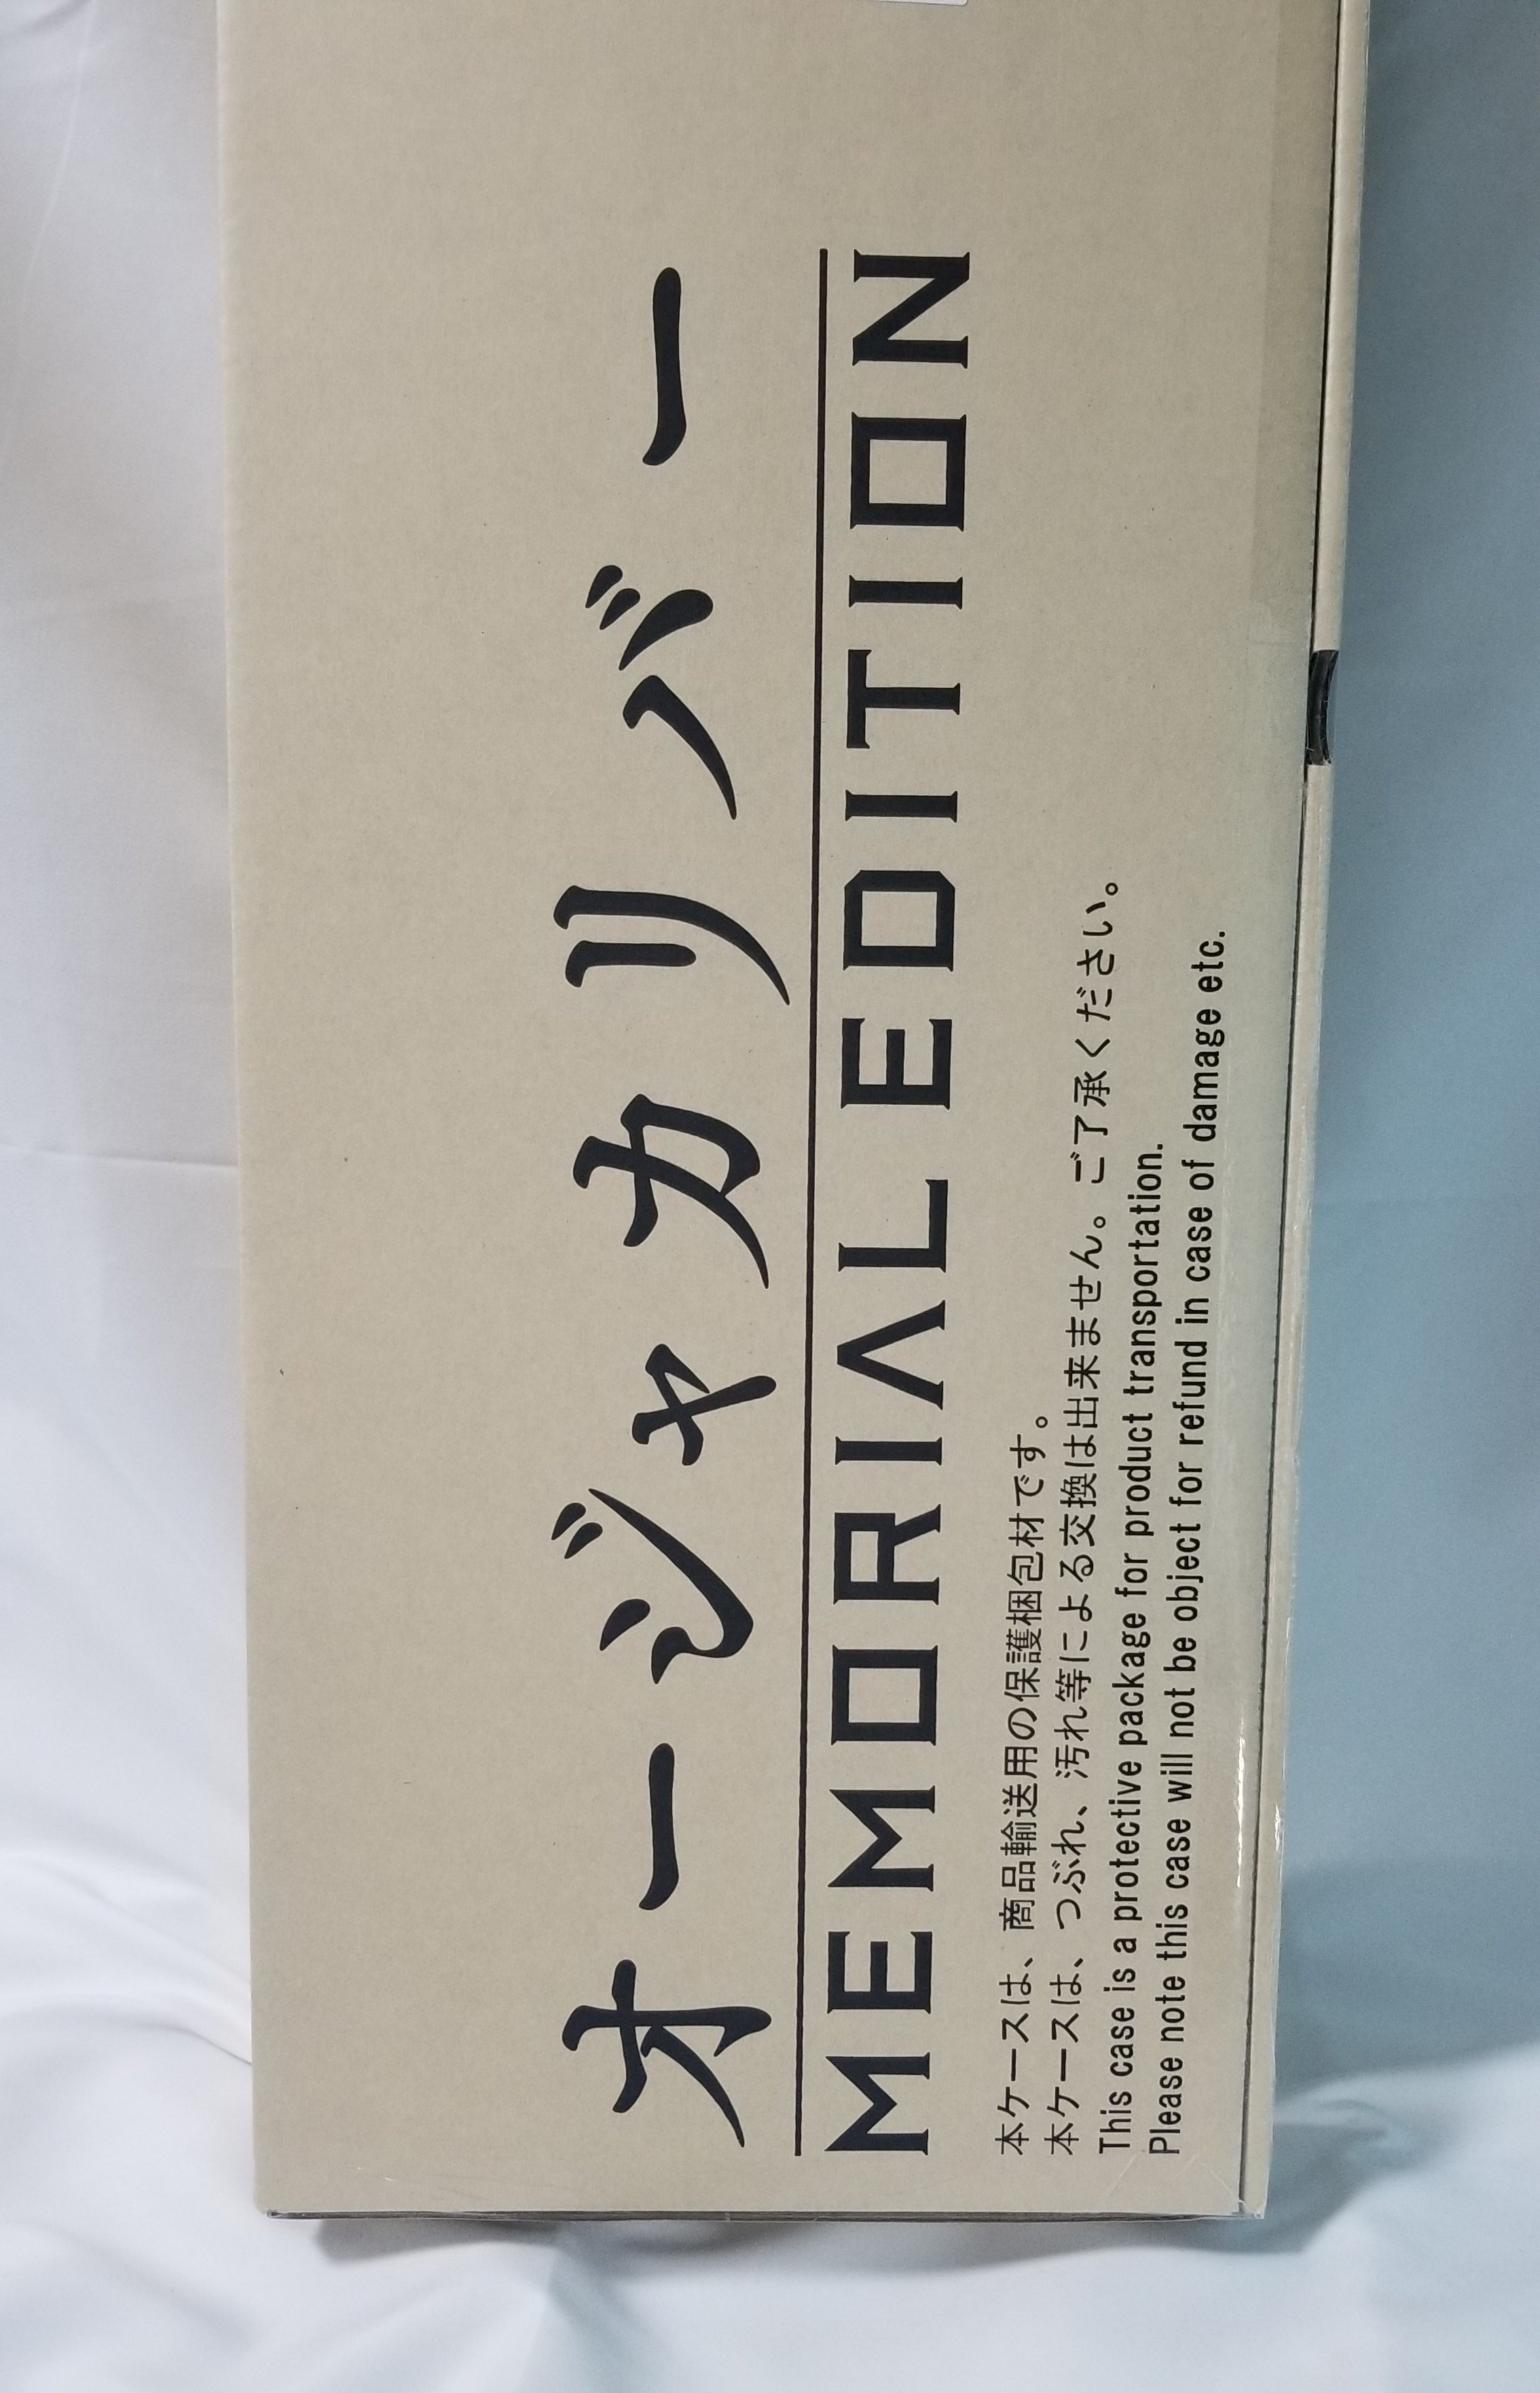 オージャカリバー
MEMORIAL EDITION
本ケースは、商品輸送用の保護梱包材です。
本ケースは、つぶれ、汚れ等による交換は出来ません。ご了承ください。
This case is a protective package for product transportation.
Please note this case will not be object for refund in case of damage etc.